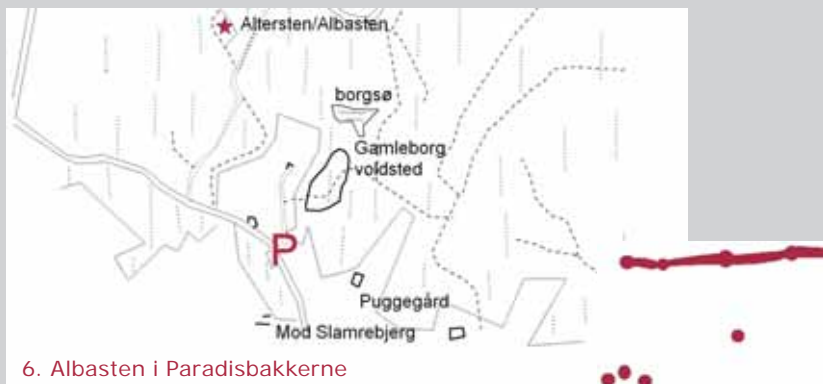 Altersten/Albasten
borgsø
Gamleborg
voldsted
P
Puggegård
Mod Slamrebjerg
6. Albasten i Paradisbakkerne